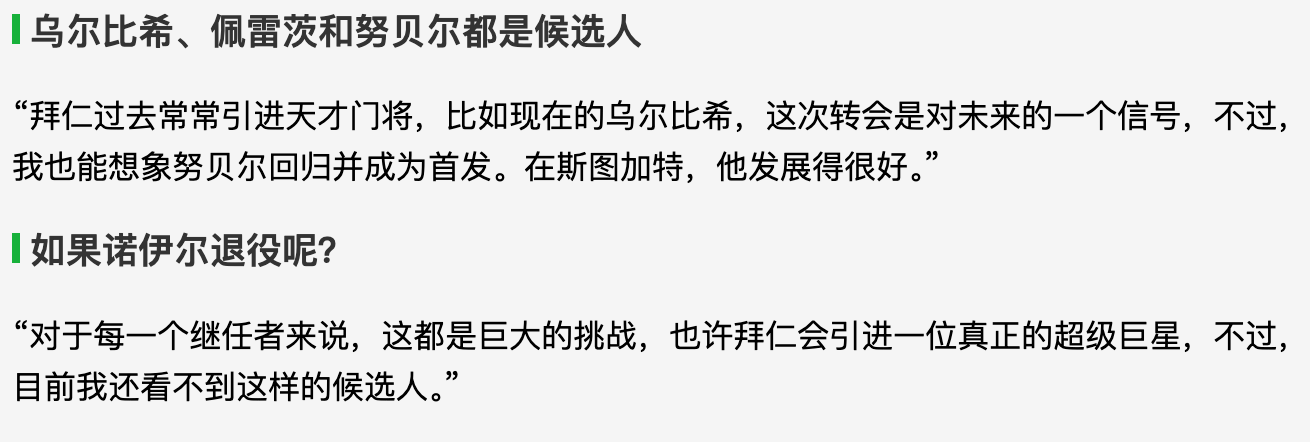 乌尔比希、佩雷茨和努贝尔都是候选人
“拜仁过去常常引进天才门将，比如现在的乌尔比希，这次转会是对未来的一个信号，不过，
我也能想象努贝尔回归并成为首发。在斯图加特，他发展得很好。”
如果诺伊尔退役呢?
“对于每一个继任者来说，这都是巨大的挑战，也许拜仁会引进一位真正的超级巨星，不过，
目前我还看不到这样的候选人。”